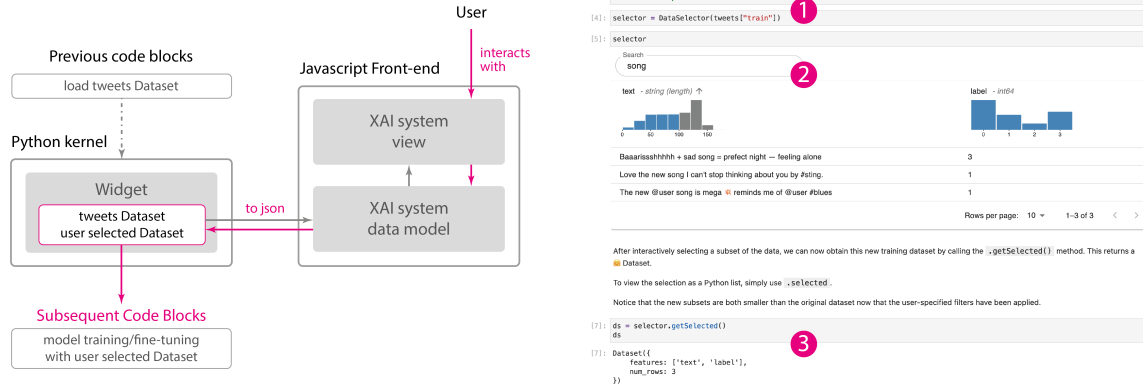 User
Previous code blocks
interacts
with
load tweets Dataset
Javascript Front-end
XAI system
view
Python kernel
Widget
to json
tweets Dataset
user selected Dataset
XAI system
data model
Subsequent Code Blocks
model training/fine-tuning
with user selected Dataset
1
[4]: selector = DataSelector(tweets["train"])
[5]: selector
Search
song
2
text - string (length) ↑
label - int64
0 50 100 150
0 1 2 3
Baaarissshhhhh + sad song = prefect night — feeling alone 3
Love the new song I can't stop thinking about you by #sting. 1
The new @user song is mega 💥 reminds me of @user #blues 1
Rows per page: 10 1–3 of 3
After interactively selecting a subset of the data, we can now obtain this new training dataset by calling the .getSelected() method. This returns a
🤗 Dataset.
To view the selection as a Python list, simply use .selected.
Notice that the new subsets are both smaller than the original dataset now that the user-specified filters have been applied.
[7]: ds = selector.getSelected()
ds
3
[7]: Dataset({
features: ['text', 'label'],
num_rows: 3
})